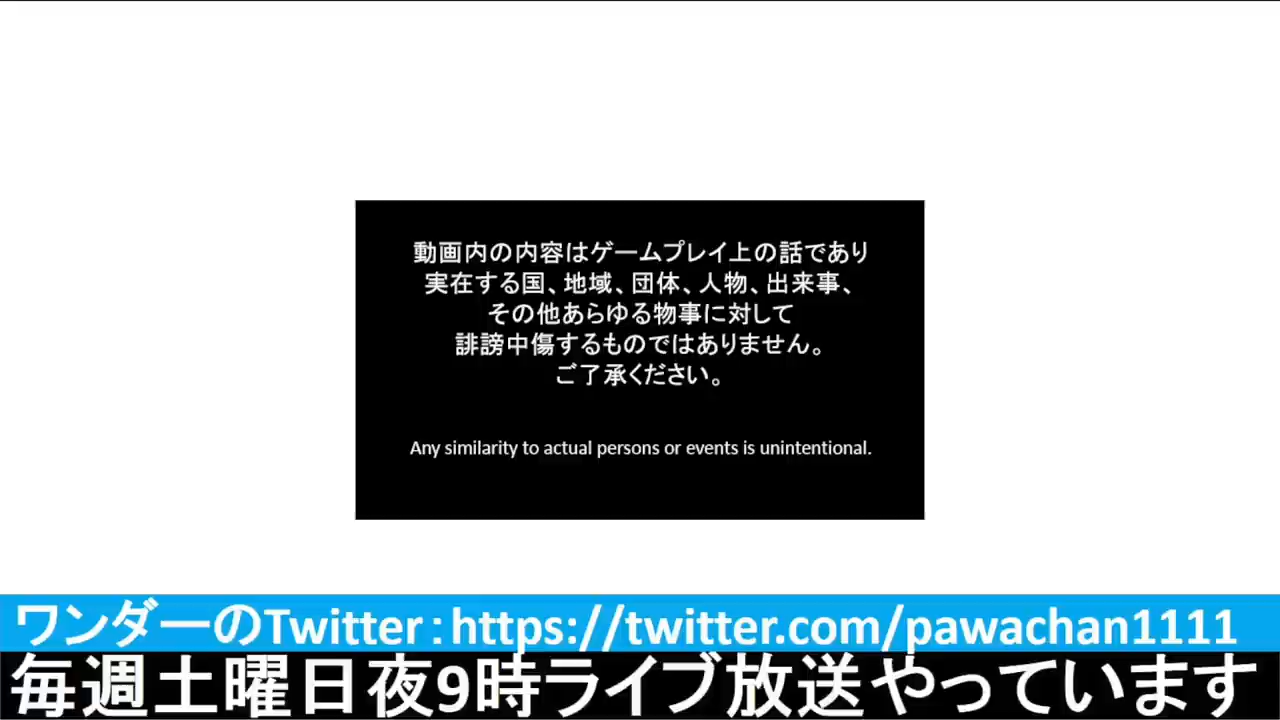 動画内の内容はゲームプレイ上の話であり
実在する国、地域、団体、人物、出来事、
その他あらゆる物事に対して
誹謗中傷するものではありません。
ご了承ください。
Any similarity to actual persons or events is unintentional.
ワンダーのTwitter：https://twitter.com/pawachan1111
毎週土曜日夜9時ライブ放送やっています